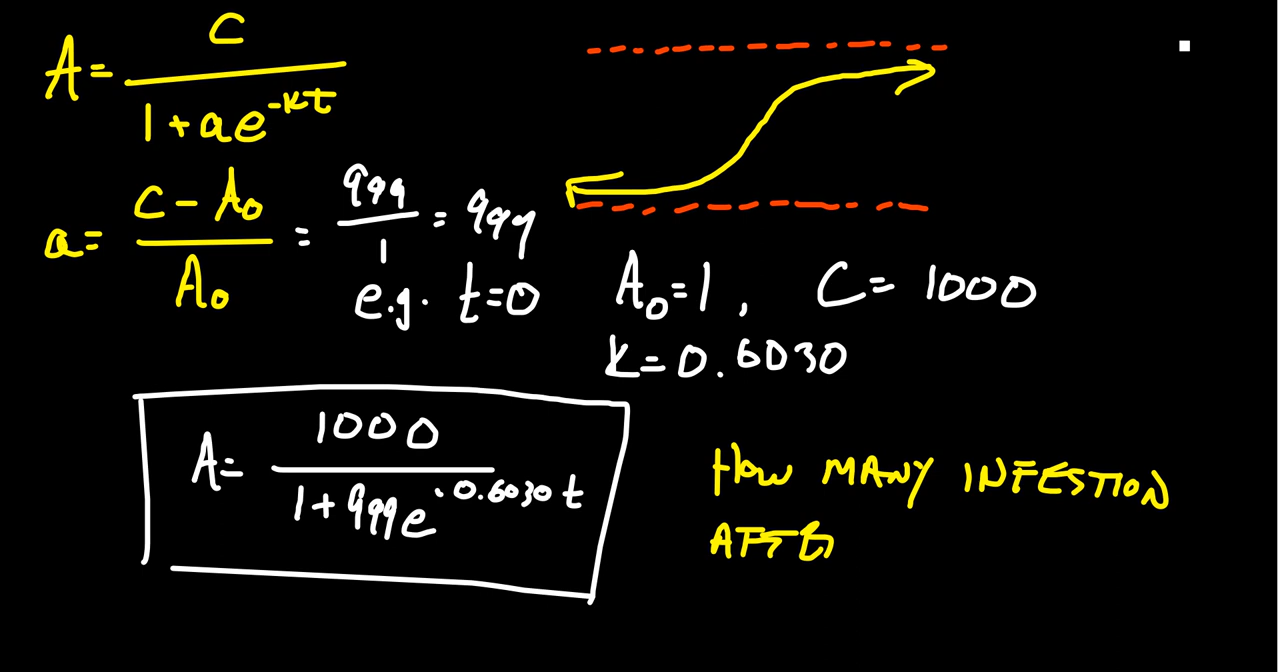 A = C / (1 + ae^(-kt))
a = (C - A₀) / A₀ = 999 / 1 = 999
e.g. t=0 A₀=1, C = 1000
k=0.6030
A = 1000 / (1 + 999e^(-0.6030t))
HOW MANY INFESTION